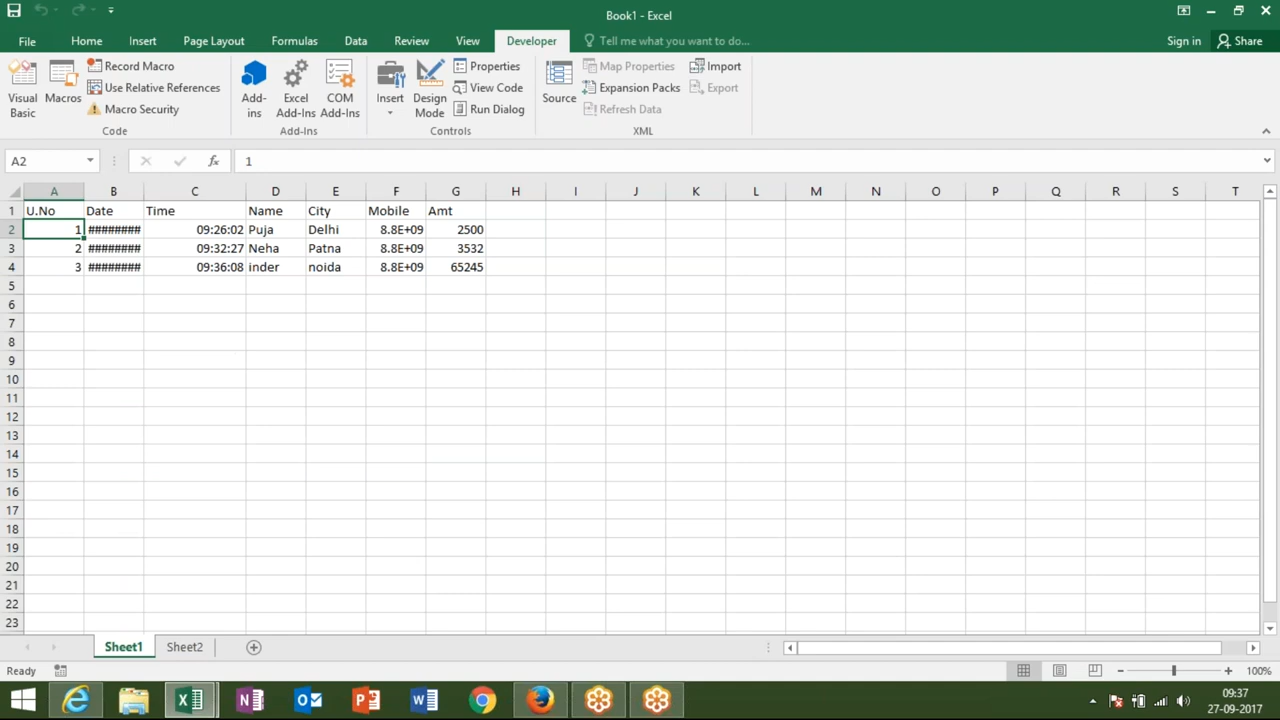 Book1 - Excel
File Home Insert Page Layout Formulas Data Review View Developer Tell me what you want to do... Sign in Share
Visual Basic
Macros
Record Macro
Use Relative References
Macro Security
Code
Add-ins
Excel Add-Ins
COM Add-Ins
Add-Ins
Insert
Design Mode
Properties
View Code
Run Dialog
Controls
Source
Map Properties
Expansion Packs
Refresh Data
Import
Export
XML
A2 fx 1
A B C D E F G H I J K L M N O P Q R S T
1 U.No Date Time Name City Mobile Amt
2 1 ######## 09:26:02 Puja Delhi 8.8E+09 2500
3 2 ######## 09:32:27 Neha Patna 8.8E+09 3532
4 3 ######## 09:36:08 inder noida 8.8E+09 65245
5
6
7
8
9
10
11
12
13
14
15
16
17
18
19
20
21
22
23
Sheet1 Sheet2
Ready 100%
09:37
27-09-2017